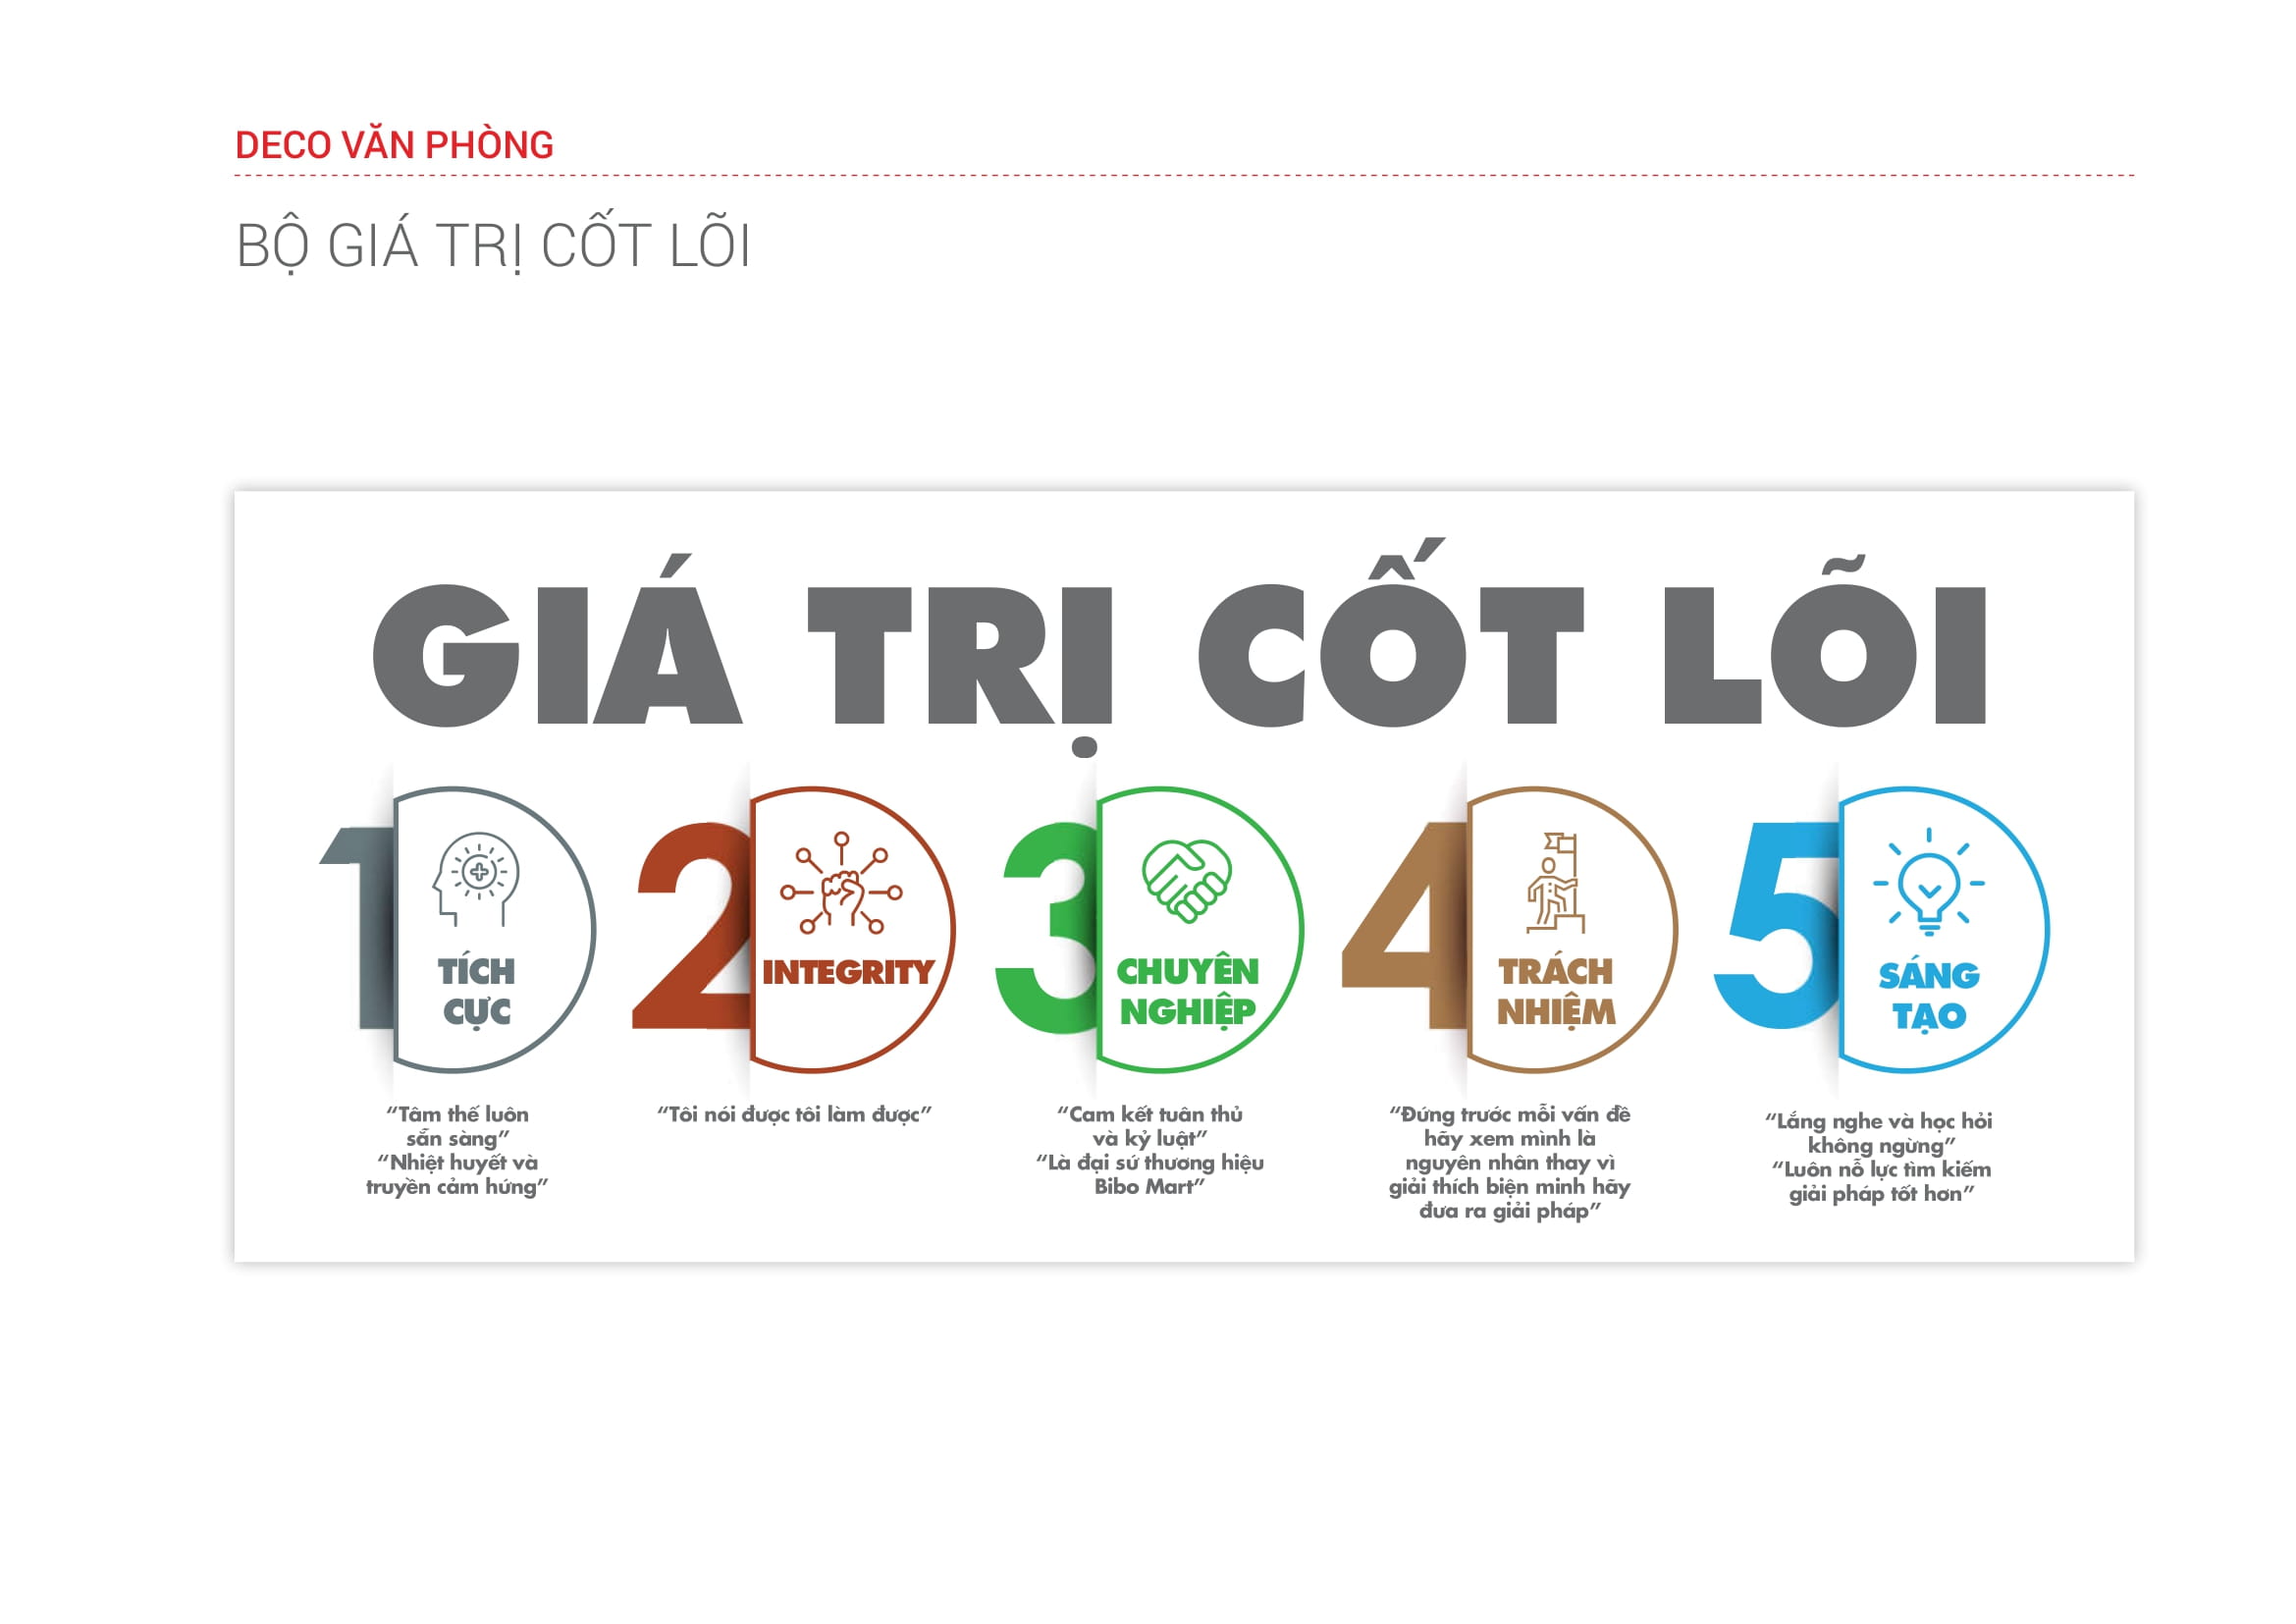 DECO VĂN PHÒNG
BỘ GIÁ TRỊ CỐT LÕI
GIÁ TRỊ CỐT LÕI
1
TÍCH
CỰC
“Tâm thế luôn
sẵn sàng”
“Nhiệt huyết và
truyền cảm hứng”
2
INTEGRITY
“Tôi nói được tôi làm được”
3
CHUYÊN
NGHIỆP
“Cam kết tuân thủ
và kỷ luật”
“Là đại sứ thương hiệu
Bibo Mart”
4
TRÁCH
NHIỆM
“Đứng trước mỗi vấn đề
hãy xem mình là
nguyên nhân thay vì
giải thích biện minh hãy
đưa ra giải pháp”
5
SÁNG
TẠO
“Lắng nghe và học hỏi
không ngừng”
“Luôn nỗ lực tìm kiếm
giải pháp tốt hơn”